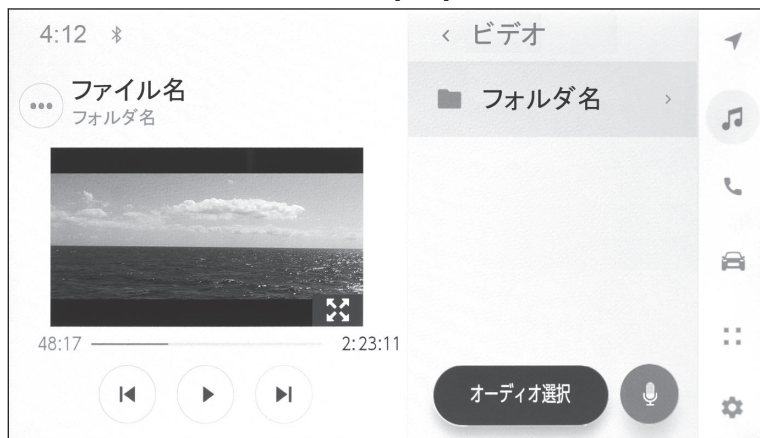 4:12
ファイル名
フォルダ名
48:17
2:23:11
‹ ビデオ
フォルダ名 ›
オーディオ選択